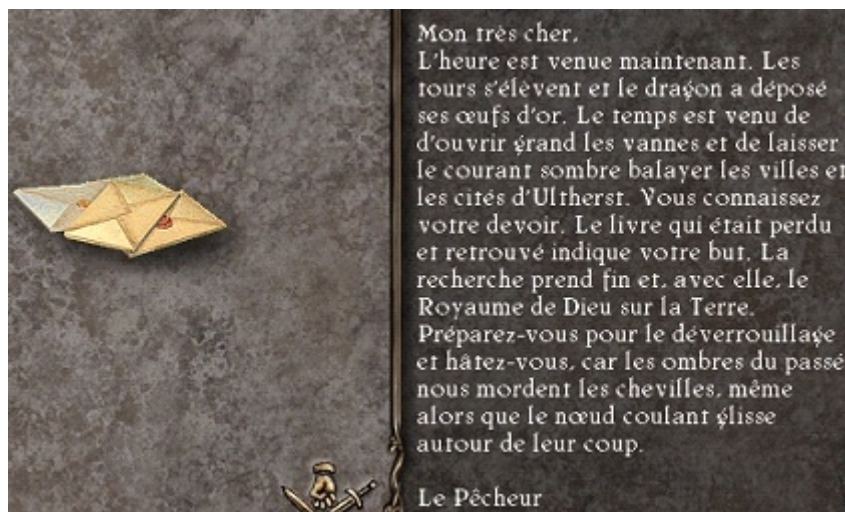 Mon très cher,
L'heure est venue maintenant. Les
tours s'élèvent et le dragon a déposé
ses œufs d'or. Le temps est venu de
d'ouvrir grand les vannes et de laisser
le courant sombre balayer les villes et
les cités d'Ultherst. Vous connaissez
votre devoir. Le livre qui était perdu
et retrouvé indique votre but. La
recherche prend fin et, avec elle, le
Royaume de Dieu sur la Terre.
Préparez-vous pour le déverrouillage
et hâtez-vous, car les ombres du passé
nous mordent les chevilles, même
alors que le nœud coulant glisse
autour de leur coup.
Le Pêcheur